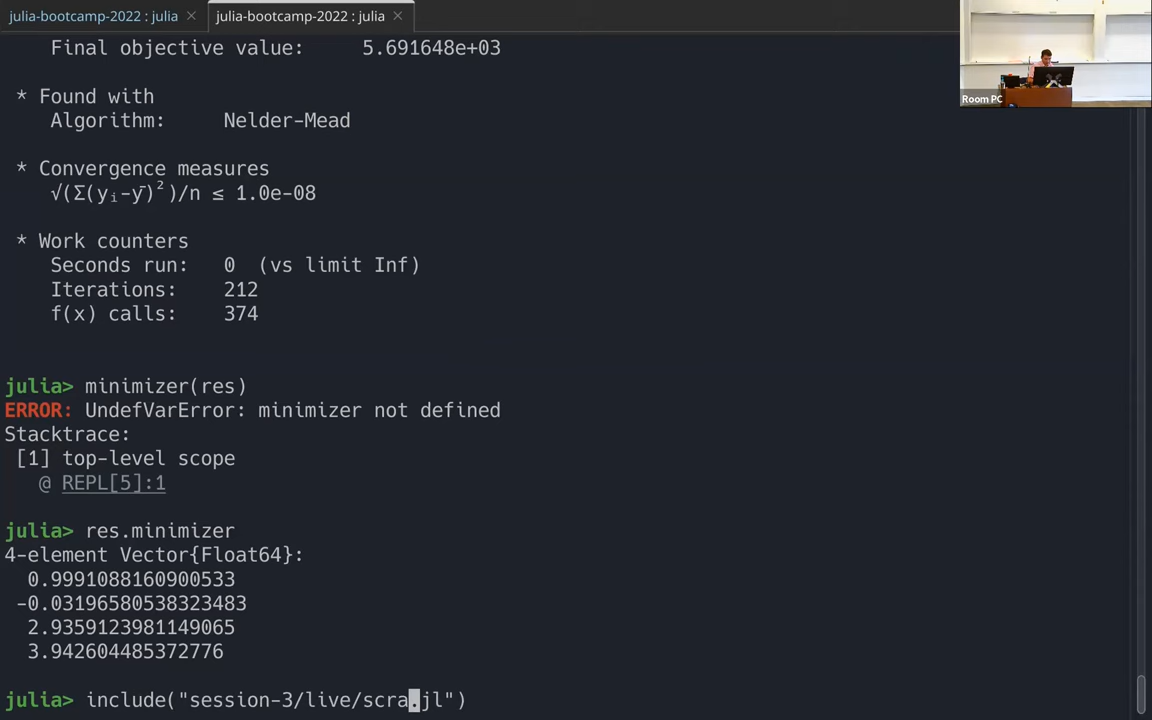 julia-bootcamp-2022 : julia × julia-bootcamp-2022 : julia ×
Final objective value: 5.691648e+03
* Found with
Algorithm: Nelder-Mead
* Convergence measures
√(Σ(yᵢ-ȳ)²)/n ≤ 1.0e-08
* Work counters
Seconds run: 0 (vs limit Inf)
Iterations: 212
f(x) calls: 374
julia> minimizer(res)
ERROR: UndefVarError: minimizer not defined
Stacktrace:
[1] top-level scope
@ REPL[5]:1
julia> res.minimizer
4-element Vector{Float64}:
0.9991088160900533
-0.03196580538323483
2.9359123981149065
3.942604485372776
julia> include("session-3/live/scra.jl")
Room PC